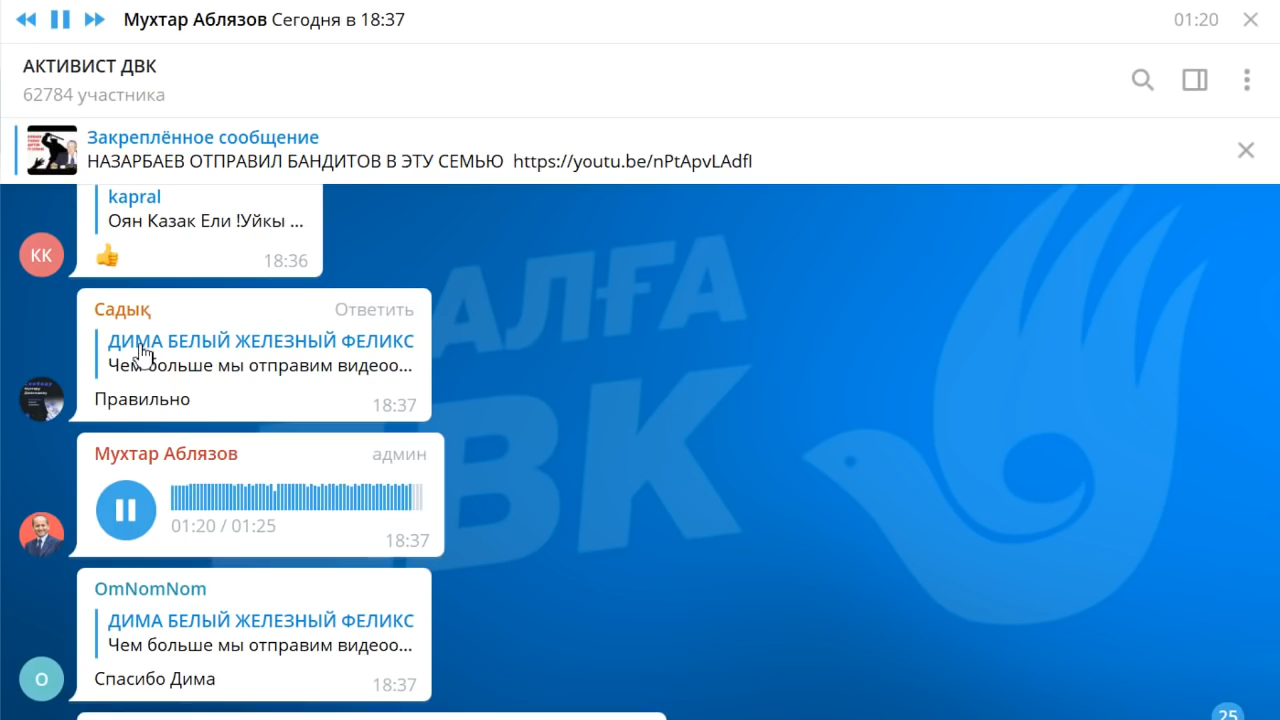 Мухтар Аблязов Сегодня в 18:37
01:20
АКТИВИСТ ДВК
62784 участника
Закреплённое сообщение
НАЗАРБАЕВ ОТПРАВИЛ БАНДИТОВ В ЭТУ СЕМЬЮ https://youtu.be/nPtApvLAdfI
kapral
Оян Казак Ели !Уйкы ...
КК
18:36
АЛҒА
ДВК
Садық
Ответить
ДИМА БЕЛЫЙ ЖЕЛЕЗНЫЙ ФЕЛИКС
Чем больше мы отправим видеоо...
Правильно
18:37
Мухтар Аблязов
админ
01:20 / 01:25
18:37
OmNomNom
ДИМА БЕЛЫЙ ЖЕЛЕЗНЫЙ ФЕЛИКС
Чем больше мы отправим видеоо...
Спасибо Дима
O
18:37
25